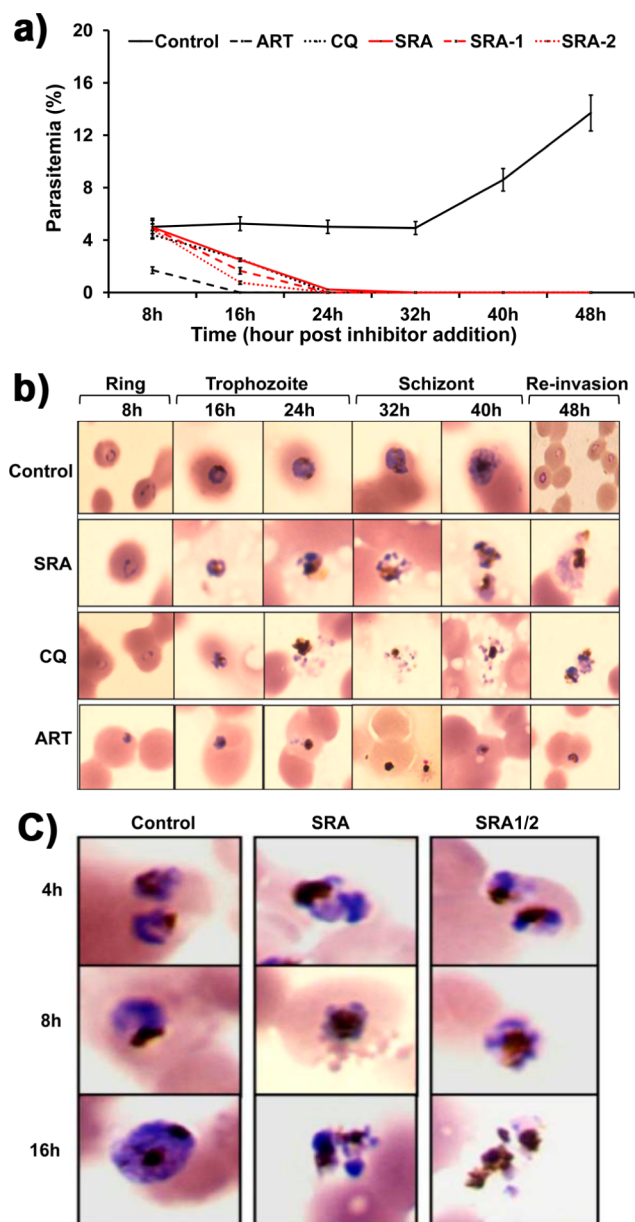 a)
20
Control ART CQ SRA SRA-1 SRA-2
16
12
8
4
0
Parasitemia (%)
8h 16h 24h 32h 40h 48h
Time (hour post inhibitor addition)
b)
Ring Trophozoite Schizont Re-invasion
8h 16h 24h 32h 40h 48h
Control
SRA
CQ
ART
C)
Control SRA SRA1/2
4h
8h
16h